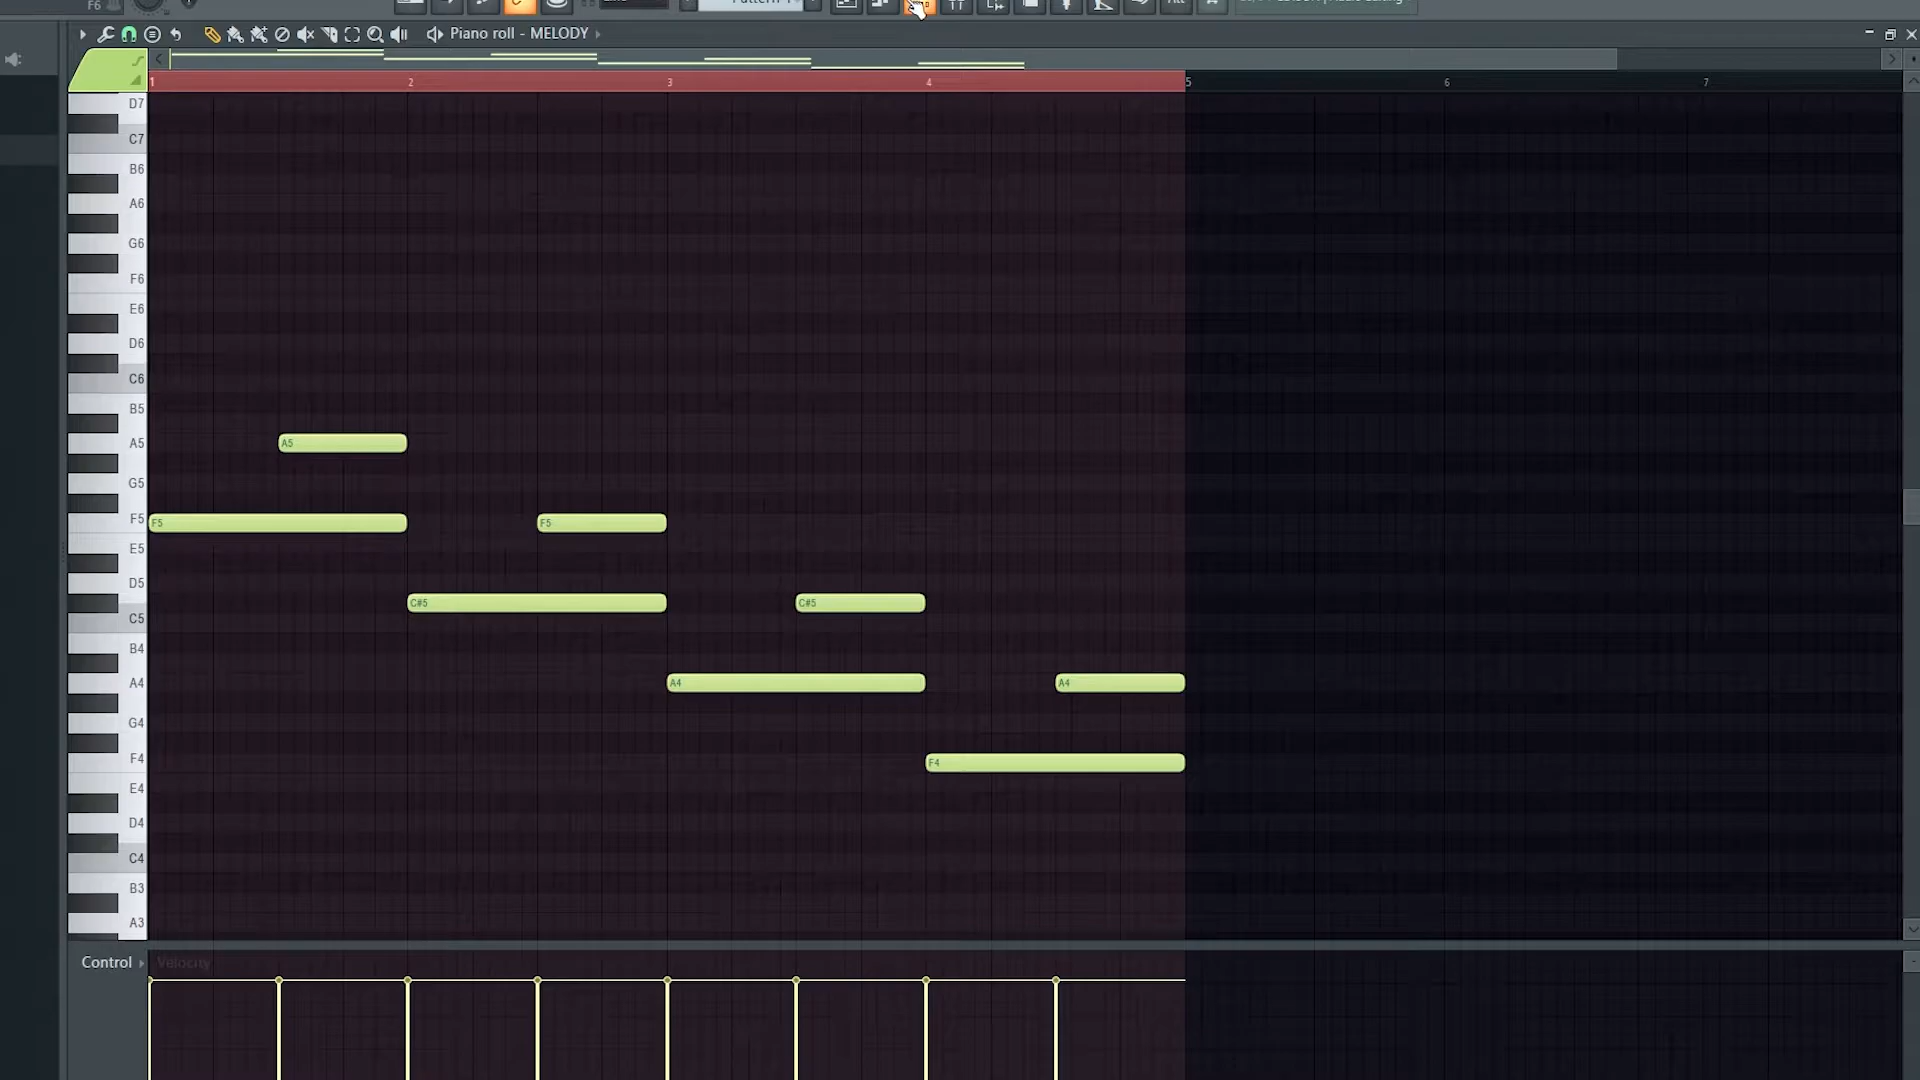 F6
Piano roll - MELODY
1 2 3 4 5 6 7
D7
C7
B6
A6
G6
F6
E6
D6
C6
B5
A5 A5
G5
F5 F5 F5
E5
D5
C#5 C#5
C5
B4
A4 A4 A4
G4
F4 F4
E4
D4
C4
B3
A3
Control Velocity